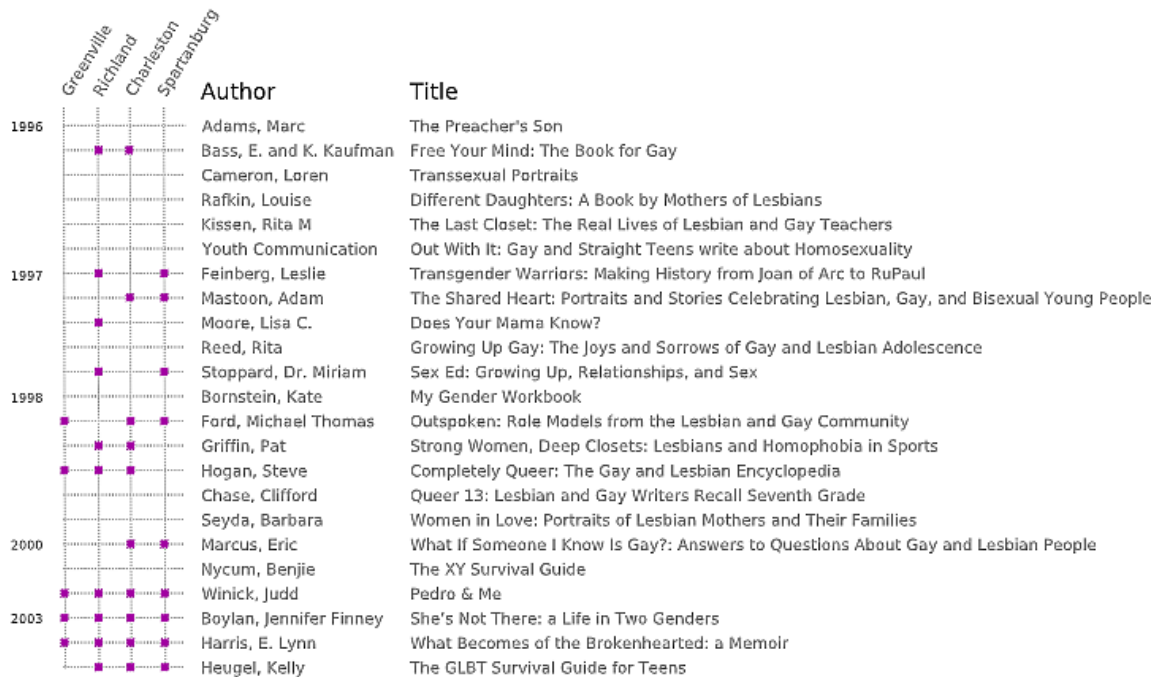 Greenville Richland Charleston Spartanburg
Author Title
1996 Adams, Marc The Preacher's Son
Bass, E. and K. Kaufman Free Your Mind: The Book for Gay
Cameron, Loren Transsexual Portraits
Rafkin, Louise Different Daughters: A Book by Mothers of Lesbians
Kissen, Rita M The Last Closet: The Real Lives of Lesbian and Gay Teachers
Youth Communication Out With It: Gay and Straight Teens write about Homosexuality
1997 Feinberg, Leslie Transgender Warriors: Making History from Joan of Arc to RuPaul
Mastoon, Adam The Shared Heart: Portraits and Stories Celebrating Lesbian, Gay, and Bisexual Young People
Moore, Lisa C. Does Your Mama Know?
Reed, Rita Growing Up Gay: The Joys and Sorrows of Gay and Lesbian Adolescence
Stoppard, Dr. Miriam Sex Ed: Growing Up, Relationships, and Sex
1998 Bornstein, Kate My Gender Workbook
Ford, Michael Thomas Outspoken: Role Models from the Lesbian and Gay Community
Griffin, Pat Strong Women, Deep Closets: Lesbians and Homophobia in Sports
Hogan, Steve Completely Queer: The Gay and Lesbian Encyclopedia
Chase, Clifford Queer 13: Lesbian and Gay Writers Recall Seventh Grade
Seyda, Barbara Women in Love: Portraits of Lesbian Mothers and Their Families
2000 Marcus, Eric What If Someone I Know Is Gay?: Answers to Questions About Gay and Lesbian People
Nycum, Benjie The XY Survival Guide
Winick, Judd Pedro & Me
2003 Boylan, Jennifer Finney She's Not There: a Life in Two Genders
Harris, E. Lynn What Becomes of the Brokenhearted: a Memoir
Heugel, Kelly The GLBT Survival Guide for Teens